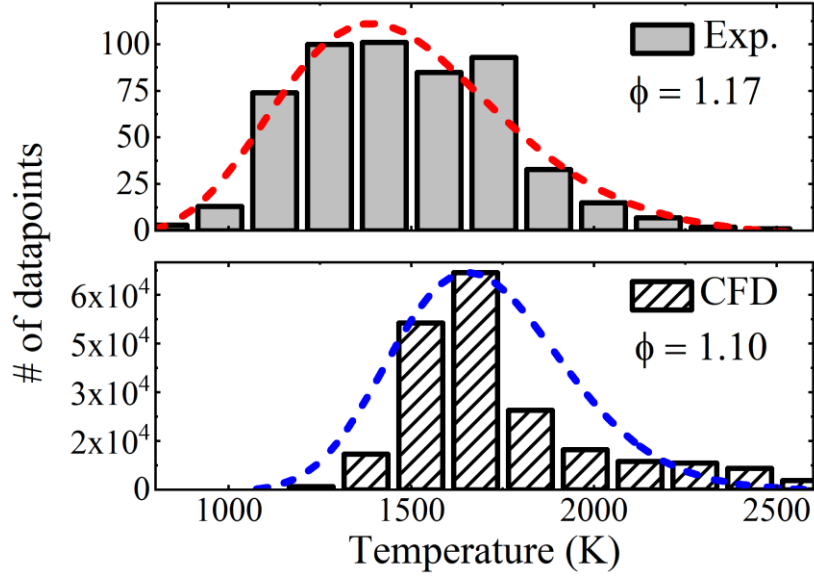 # of datapoints
100
75
50
25
0
Exp.
ϕ = 1.17
6x10⁴
5x10⁴
3x10⁴
2x10⁴
0
CFD
ϕ = 1.10
1000 1500 2000 2500
Temperature (K)